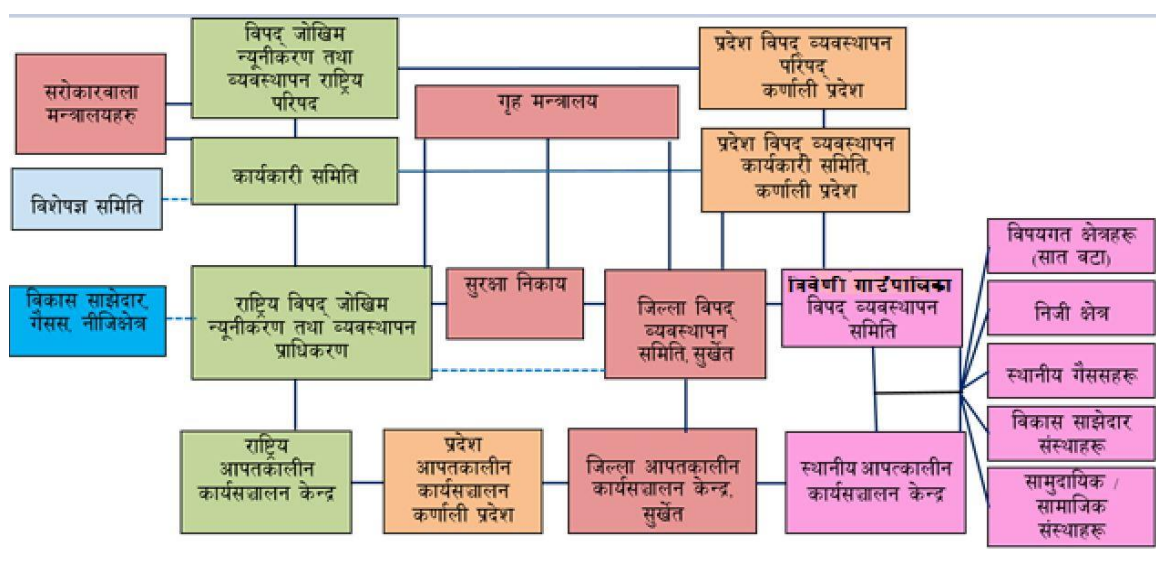 विपद् जोखिम
न्यूनीकरण तथा
व्यवस्थापन राष्ट्रिय
परिषद
प्रदेश विपद् व्यवस्थापन
परिषद्
कर्णाली प्रदेश
सरोकारवाला
मन्त्रालयहरु
गृह मन्त्रालय
कार्यकारी समिति
प्रदेश विपद् व्यवस्थापन
कार्यकारी समिति,
कर्णाली प्रदेश
विशेषज्ञ समिति
विषयगत क्षेत्रहरू
(सात वटा)
विकास साझेदार,
गैसस, नीजिक्षेत्र
राष्ट्रिय विपद् जोखिम
न्यूनीकरण तथा व्यवस्थापन
प्राधिकरण
सुरक्षा निकाय
जिल्ला विपद्
व्यवस्थापन
समिति, सुर्खेत
त्रिवेणी गाउँपालिका
विपद् व्यवस्थापन
समिति
निजी क्षेत्र
स्थानीय गैससहरू
विकास साझेदार
संस्थाहरू
राष्ट्रिय
आपतकालीन
कार्यसञ्चालन केन्द्र
प्रदेश
आपतकालीन
कार्यसञ्चालन
कर्णाली प्रदेश
जिल्ला आपतकालीन
कार्यसञ्चालन केन्द्र,
सुर्खेत
स्थानीय आपत्कालीन
कार्यसञ्चालन केन्द्र
सामुदायिक /
सामाजिक
संस्थाहरू